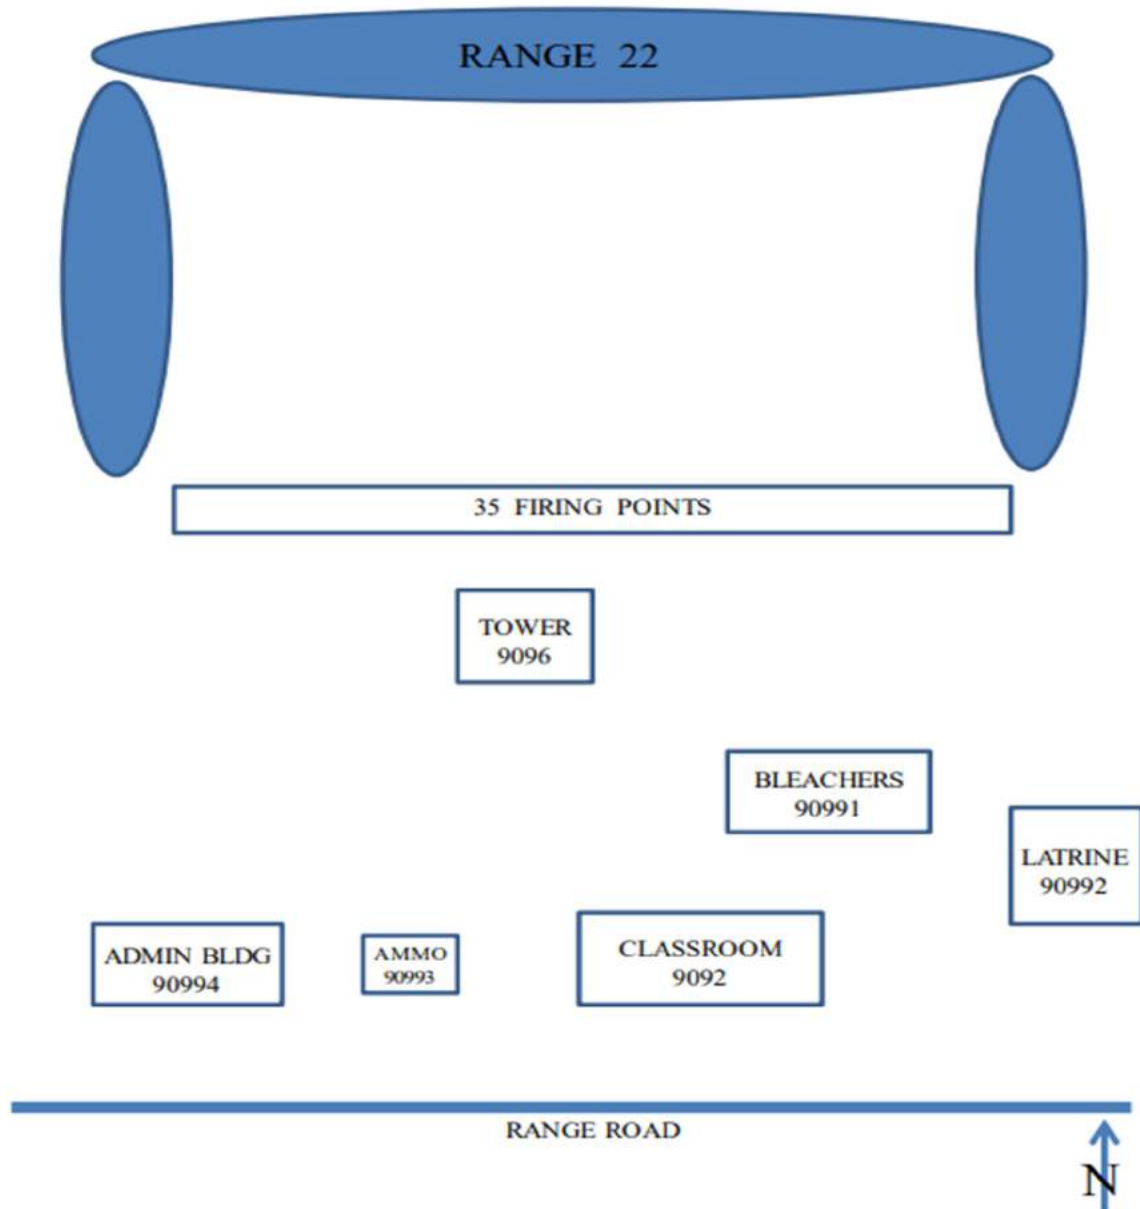 RANGE 22
35 FIRING POINTS
TOWER
9096
BLEACHERS
90991
LATRINE
90992
ADMIN BLDG
90994
AMMO
90993
CLASSROOM
9092
RANGE ROAD
N